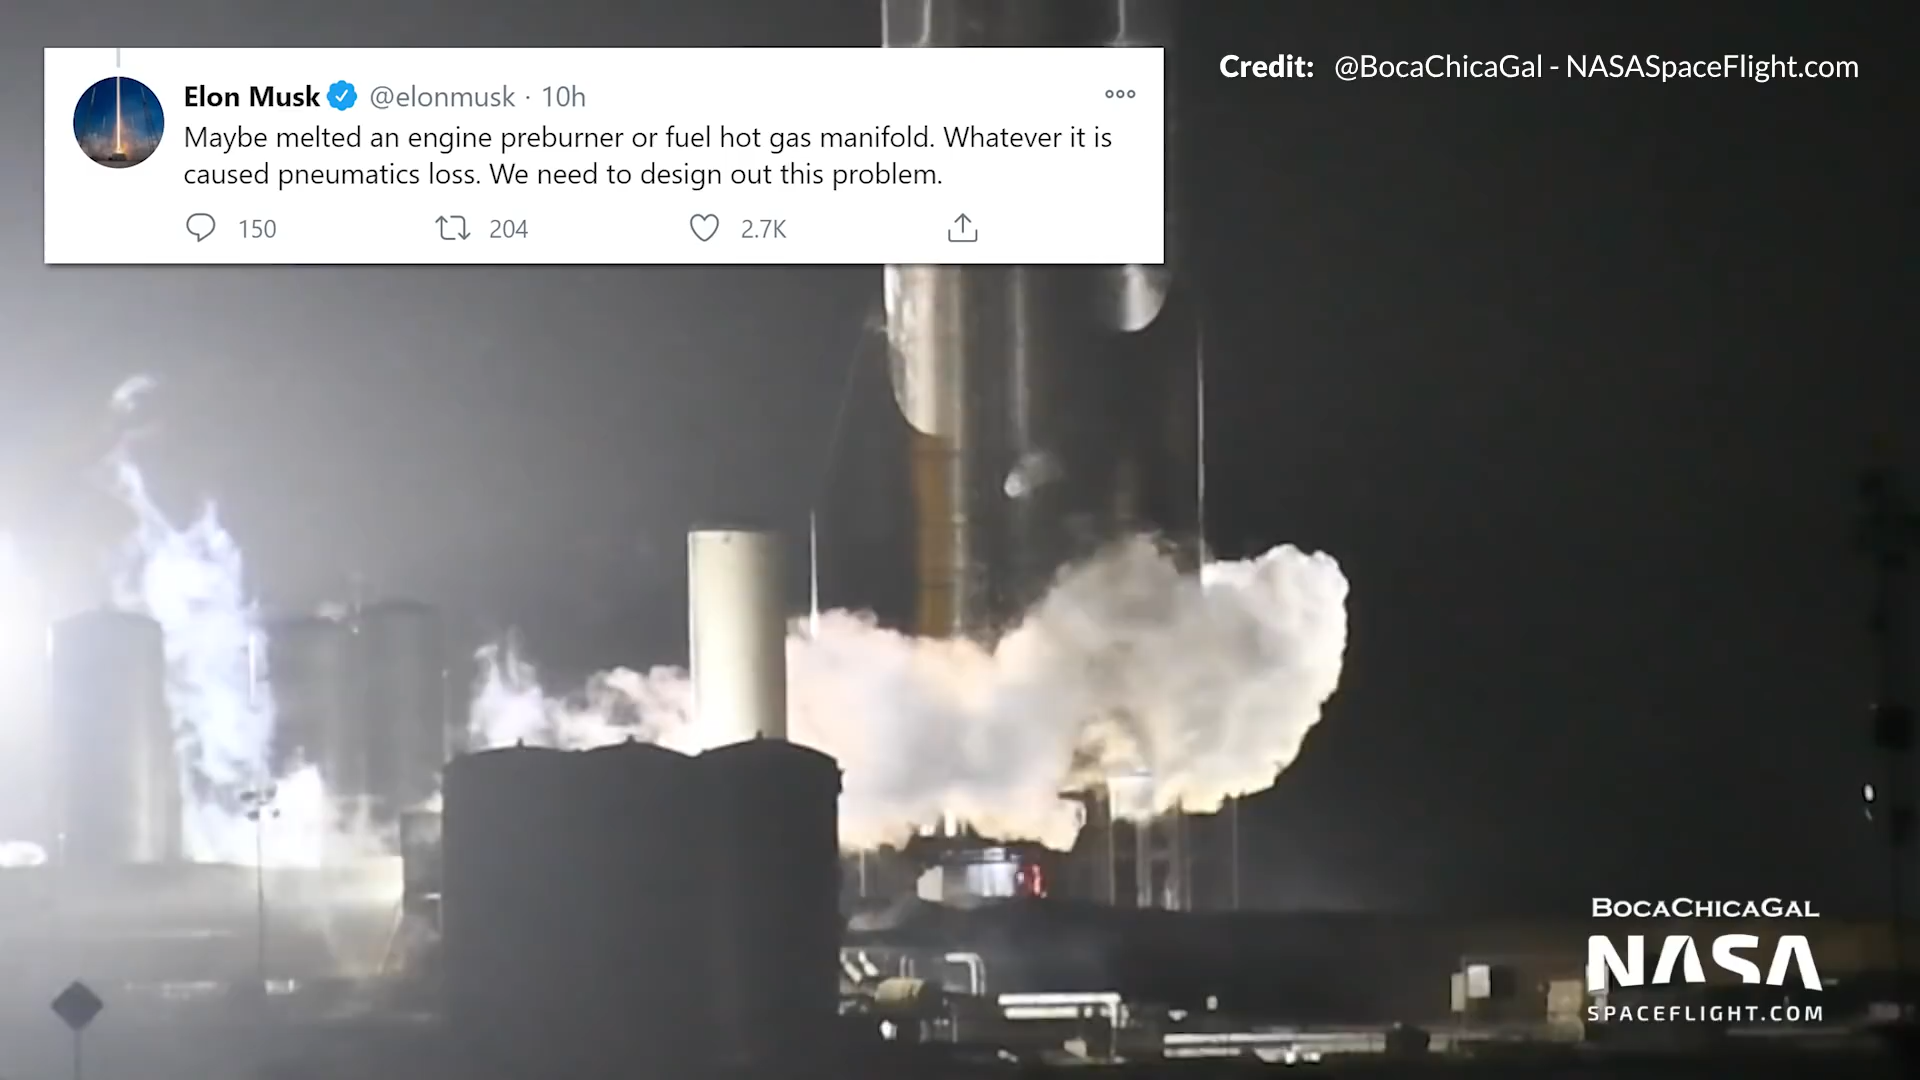 Elon Musk @elonmusk · 10h
Maybe melted an engine preburner or fuel hot gas manifold. Whatever it is
caused pneumatics loss. We need to design out this problem.
150 204 2.7K
Credit: @BocaChicaGal - NASASpaceFlight.com
BOCACHICAGAL
NASA
SPACEFLIGHT.COM